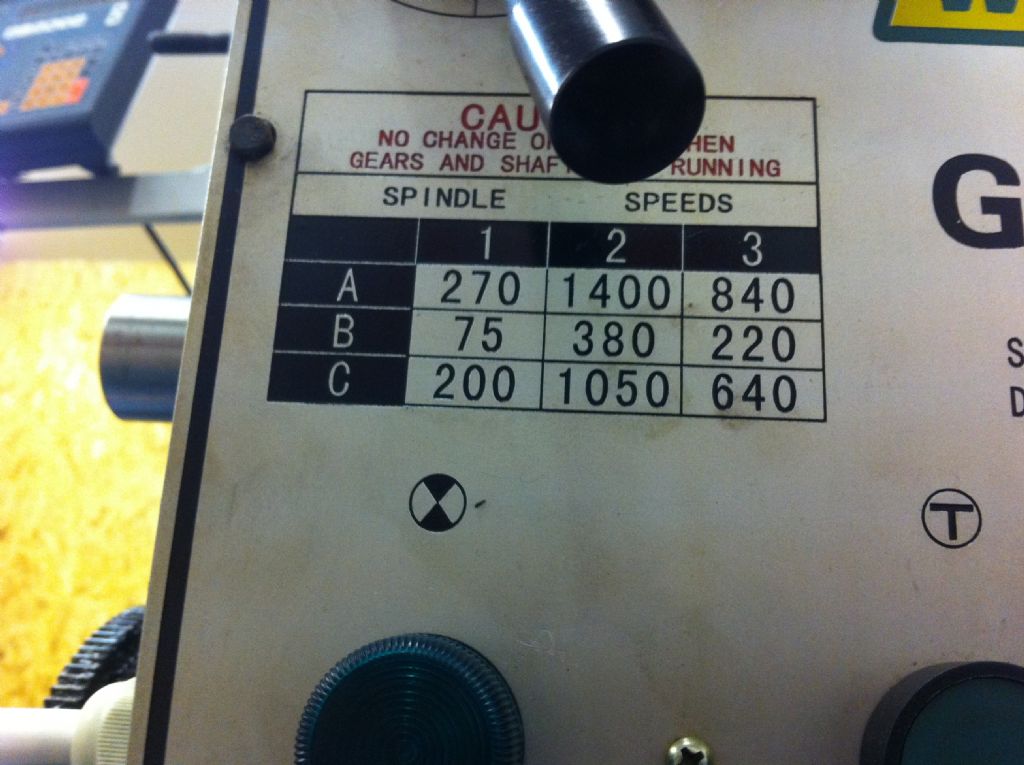 CAU
NO CHANGE O HEN
GEARS AND SHAF RUNNING
SPINDLE SPEEDS
1 2 3
A 270 1400 840
B 75 380 220
C 200 1050 640
G
S
D
T